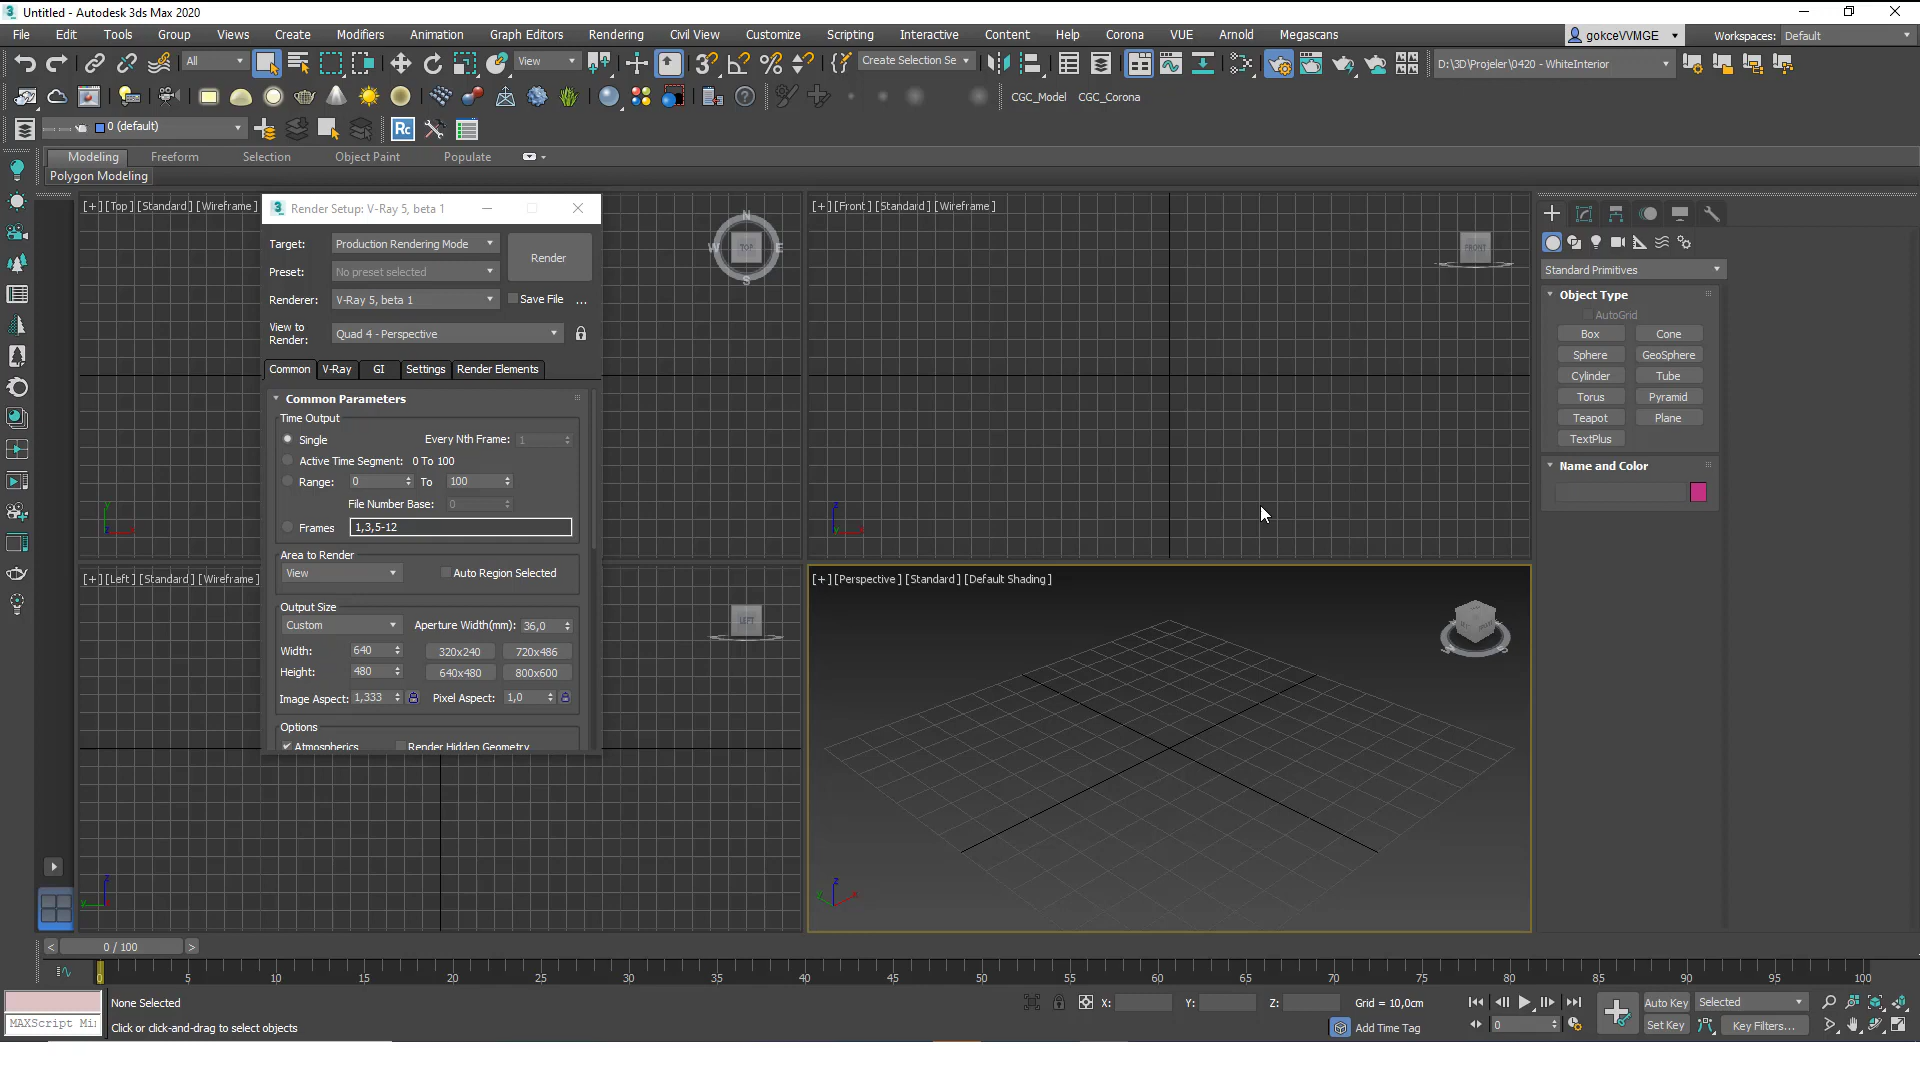 Untitled - Autodesk 3ds Max 2020
File Edit Tools Group Views Create Modifiers Animation Graph Editors Rendering Civil View Customize Scripting Interactive Content Help Corona VUE Arnold Megascans gokceVVMGE Workspaces: Default
All View Create Selection Se D:\3D\Projeler\0420 - WhiteInterior
CGC_Model CGC_Corona
0 (default) Rc
Modeling Freeform Selection Object Paint Populate
Polygon Modeling
[+] [Top] [Standard] [Wireframe]
Render Setup: V-Ray 5, beta 1
Target: Production Rendering Mode Render
Preset: No preset selected
Renderer: V-Ray 5, beta 1 Save File ...
View to Render: Quad 4 - Perspective
Common V-Ray GI Settings Render Elements
Common Parameters
Time Output
Single Every Nth Frame: 1
Active Time Segment: 0 To 100
Range: 0 To 100
File Number Base: 0
Frames 1,3,5-12
Area to Render
View Auto Region Selected
Output Size
Custom Aperture Width(mm): 36,0
Width: 640 320x240 720x486
Height: 480 640x480 800x600
Image Aspect: 1,333 Pixel Aspect: 1,0
Options
Atmospherics Render Hidden Geometry
N
W TOP E
S
[+] [Front] [Standard] [Wireframe]
FRONT
[+] [Left] [Standard] [Wireframe]
LEFT
[+] [Perspective] [Standard] [Default Shading]
Standard Primitives
Object Type
AutoGrid
Box Cone
Sphere GeoSphere
Cylinder Tube
Torus Pyramid
Teapot Plane
TextPlus
Name and Color
0 / 100
0 5 10 15 20 25 30 35 40 45 50 55 60 65 70 75 80 85 90 95 100
None Selected X: Y: Z: Grid = 10,0cm Auto Key Selected
MAXScript Mi Click or click-and-drag to select objects Add Time Tag 0 Set Key Key Filters...